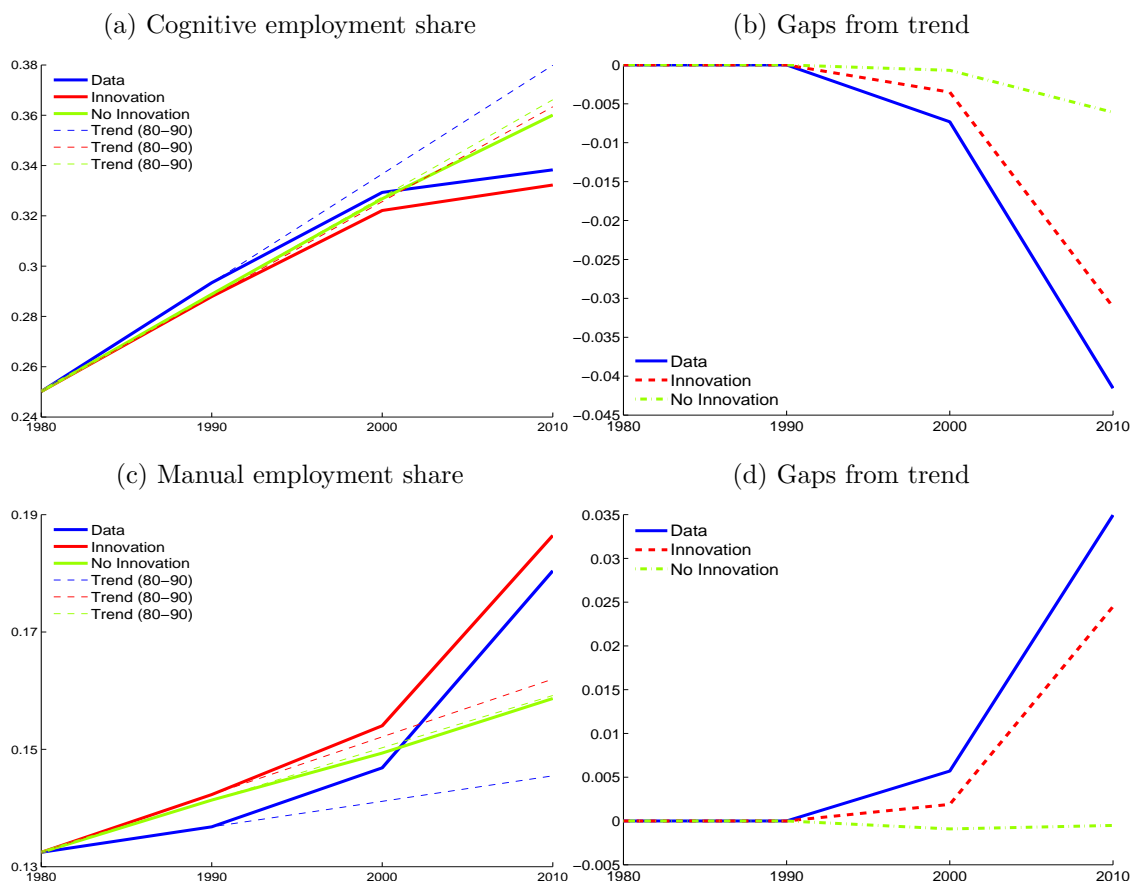 (a) Cognitive employment share
0.38
0.36
0.34
0.32
0.3
0.28
0.26
0.24
1980
1990
2000
2010
Data
Innovation
No Innovation
Trend (80−90)
Trend (80−90)
Trend (80−90)
(b) Gaps from trend
0
−0.005
−0.01
−0.015
−0.02
−0.025
−0.03
−0.035
−0.04
−0.045
1980
1990
2000
2010
Data
Innovation
No Innovation
(c) Manual employment share
0.19
0.17
0.15
0.13
1980
1990
2000
2010
Data
Innovation
No Innovation
Trend (80−90)
Trend (80−90)
Trend (80−90)
(d) Gaps from trend
0.035
0.03
0.025
0.02
0.015
0.01
0.005
0
−0.005
1980
1990
2000
2010
Data
Innovation
No Innovation